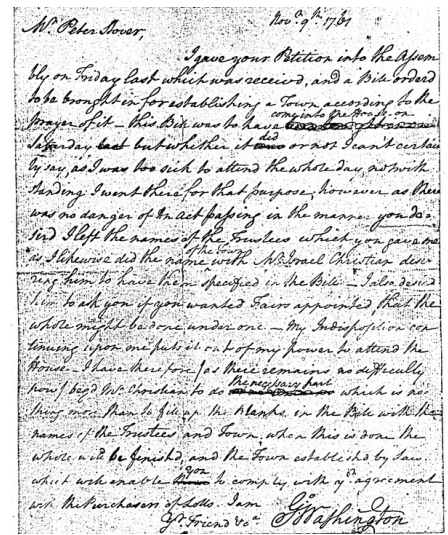 Novr. 9th. 1761
Mr. Peter Stover,
I gave your Petition into the Assem
bly on Friday last which was receivd, and a Bill orderd
to be brought in for establishing a Town according to the
come into the House on
Prayer of it — this Bill was to have
did
Saturday last but whether it or not I cant certain
ly say, as I was too sick to attend the whole day, notwith
standing I went there for that purpose, however as there
was no danger of an act passing in the manner you de=
sird I left the names of the Trustees which you gave me
of the Town
as I likewise did the name with Mr. Israel Christian desir
ing him to have them specified in the Bill — I also desird
him to ask you if you wanted Fairs appointed, that the
whole might be done under one — My Indisposition con
tinuing upon me puts it out of my power to attend the
House — I have therefore (as there remains no difficulty
the necessary part
now) beg'd Mr. Christian to do which is no
thing more than to fill up the Blanks in the Bill with the
names of the Trustees and Town, when this is done the
whole will be finishd, and the Town establishd by Law
you
which will enable to comply with yr. agreement
with the Purchasers of Lotts. I am
Yr. Friend &ca.
Go. Washington